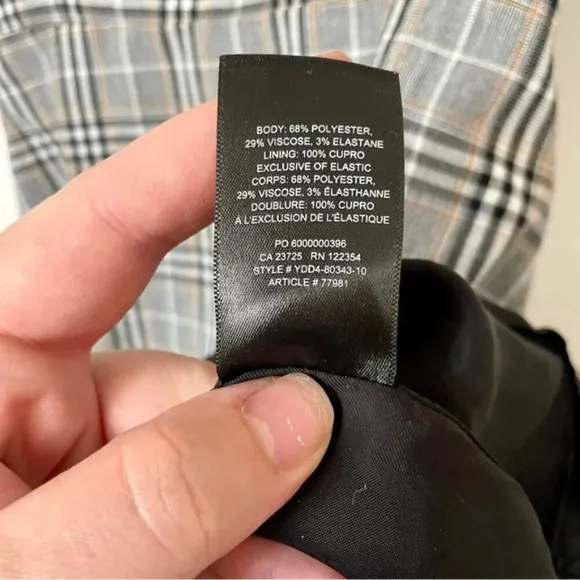 BODY: 68% POLYESTER,
29% VISCOSE, 3% ELASTANE
LINING: 100% CUPRO
EXCLUSIVE OF ELASTIC
CORPS: 68% POLYESTER,
29% VISCOSE, 3% ÉLASTHANNE
DOUBLURE: 100% CUPRO
À L'EXCLUSION DE L'ÉLASTIQUE
PO 6000000396
CA 23725 RN 122354
STYLE # YDD4-80343-10
ARTICLE # 77981